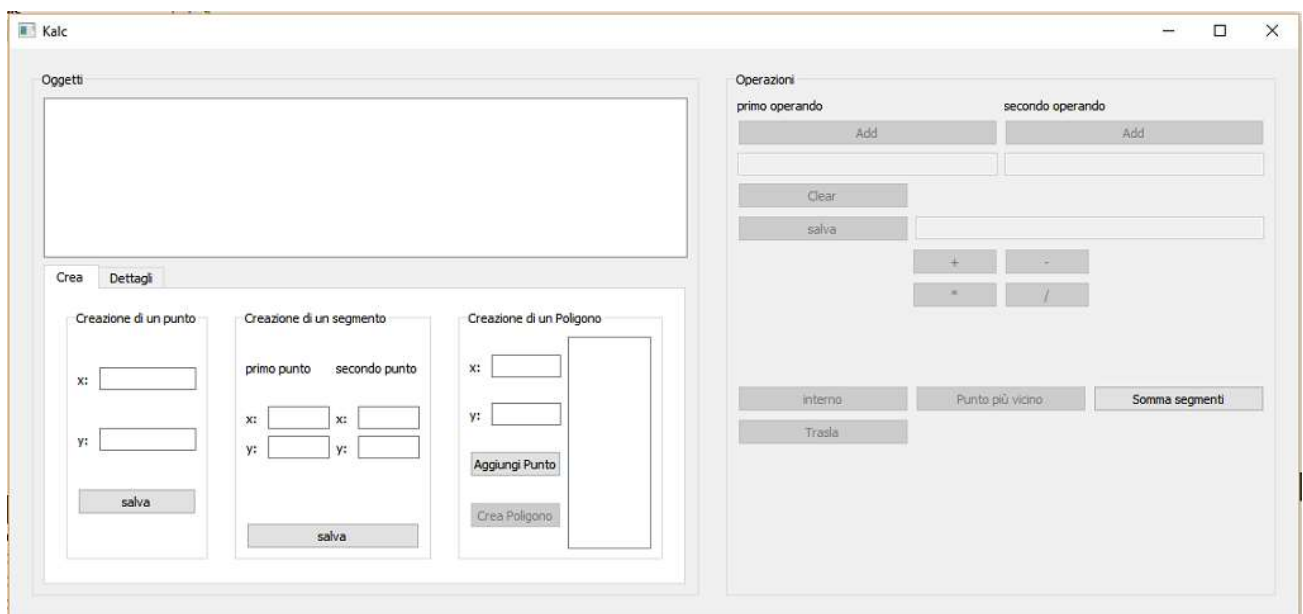 Kalc
Oggetti
Crea Dettagli
Creazione di un punto
x:
y:
salva
Creazione di un segmento
primo punto secondo punto
x: x:
y: y:
salva
Creazione di un Poligono
x:
y:
Aggiungi Punto
Crea Poligono
Operazioni
primo operando secondo operando
Add Add
Clear
salva
+ -
* /
interno Punto più vicino Somma segmenti
Trasla